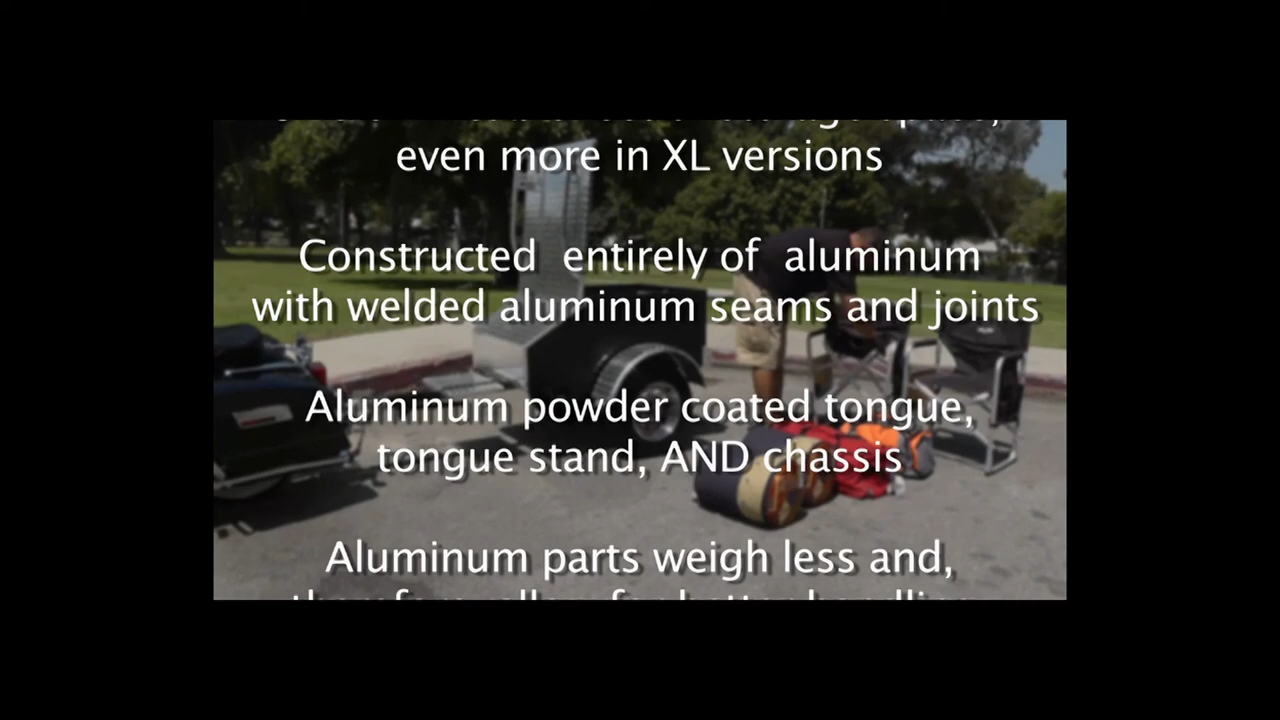 even more in XL versions
Constructed entirely of aluminum
with welded aluminum seams and joints
Aluminum powder coated tongue,
tongue stand, AND chassis
Aluminum parts weigh less and,